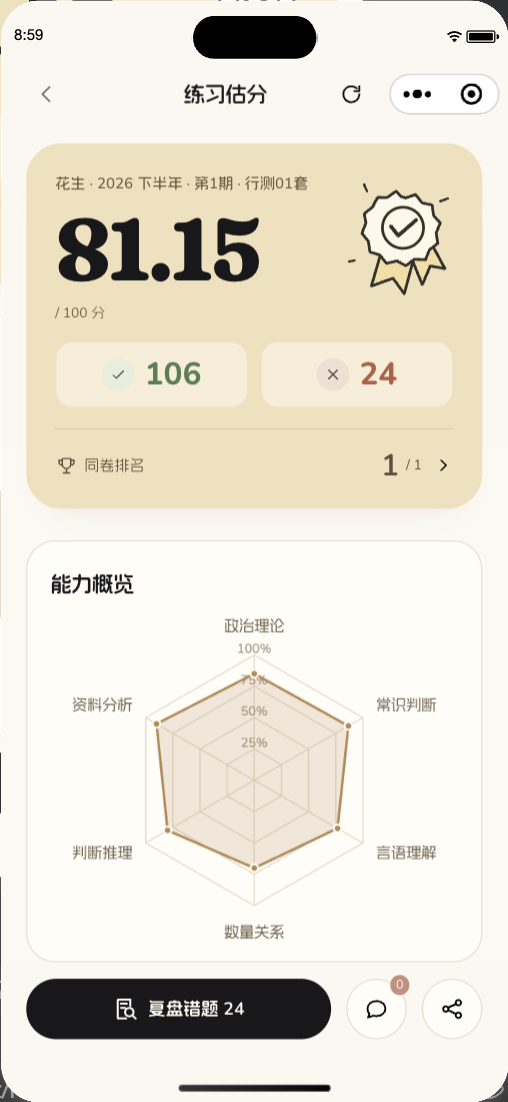 8:59
练习估分
花生 · 2026 下半年 · 第1期 · 行测01套
81.15
/ 100 分
106
24
同卷排名
1 / 1
能力概览
政治理论
100%
75%
50%
25%
资料分析
常识判断
判断推理
言语理解
数量关系
复盘错题 24
0